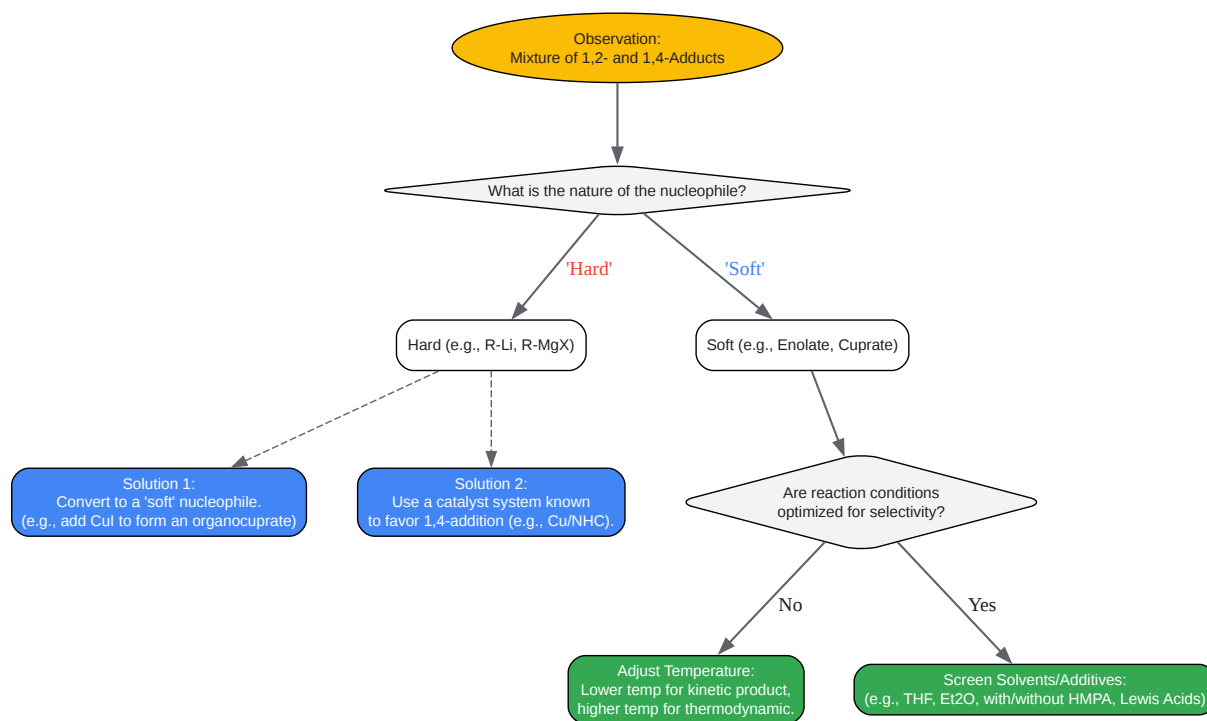 Observation:
Mixture of 1,2- and 1,4-Adducts
What is the nature of the nucleophile?
'Hard'
'Soft'
Hard (e.g., R-Li, R-MgX)
Soft (e.g., Enolate, Cuprate)
Solution 1:
Convert to a 'soft' nucleophile.
(e.g., add CuI to form an organocuprate)
Solution 2:
Use a catalyst system known
to favor 1,4-addition (e.g., Cu/NHC).
Are reaction conditions
optimized for selectivity?
No
Yes
Adjust Temperature:
Lower temp for kinetic product,
higher temp for thermodynamic.
Screen Solvents/Additives:
(e.g., THF, Et2O, with/without HMPA, Lewis Acids)